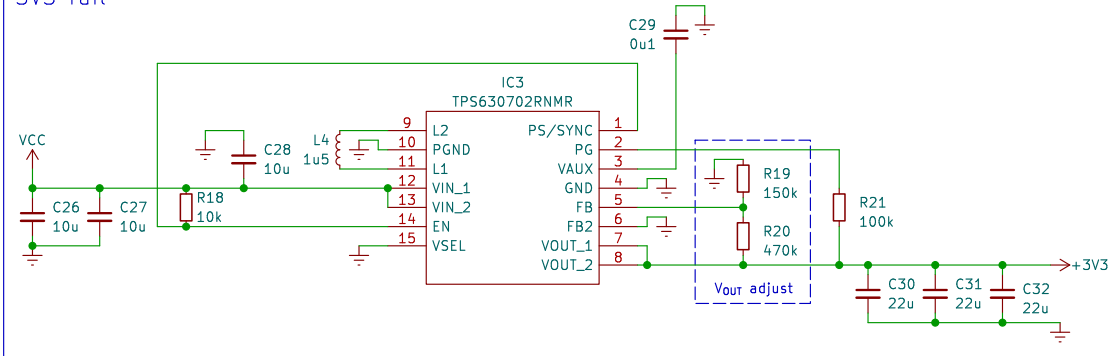 C29
0u1
IC3
TPS630702RNMR
9 L2 PS/SYNC 1
10 PGND PG 2
11 L1 VAUX 3
12 VIN_1 GND 4
13 VIN_2 FB 5
14 EN FB2 6
15 VSEL VOUT_1 7
VOUT_2 8
VCC
C26
10u
C27
10u
R18
10k
C28
10u
L4
1u5
R19
150k
R20
470k
VOUT adjust
R21
100k
+3V3
C30
22u
C31
22u
C32
22u